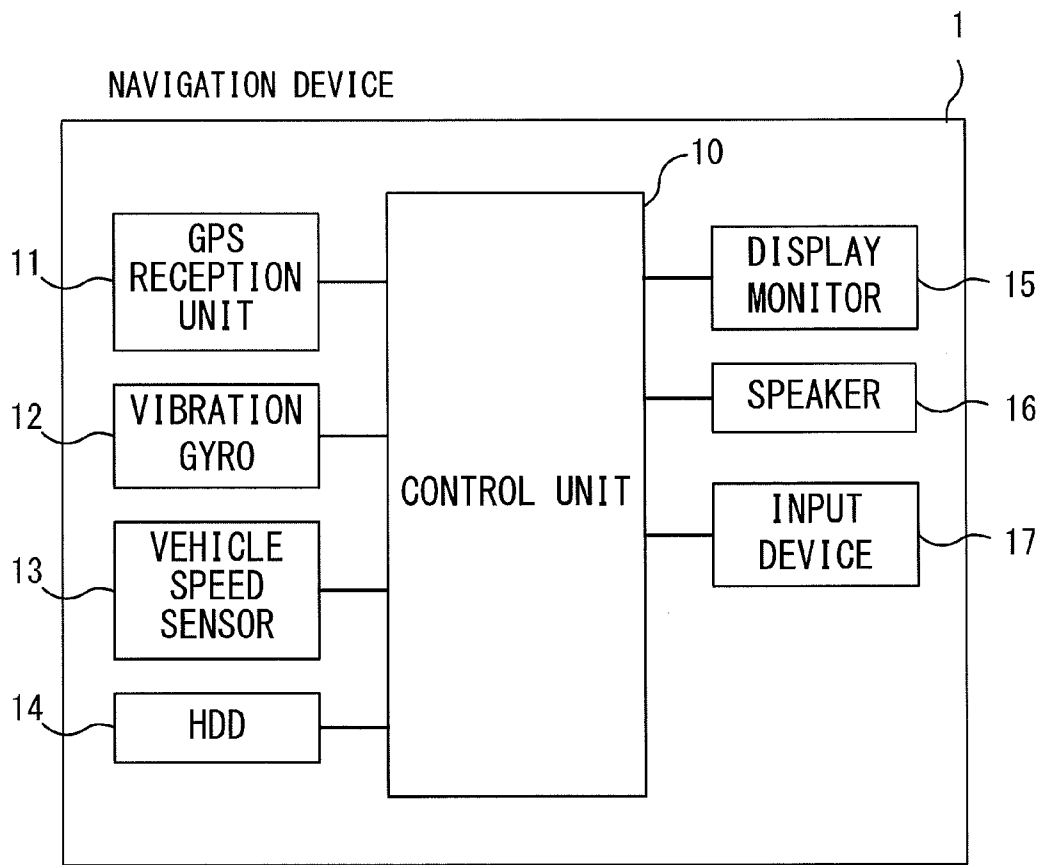 1
NAVIGATION DEVICE
10
11
GPS
RECEPTION
UNIT
12
VIBRATION
GYRO
13
VEHICLE
SPEED
SENSOR
14
HDD
CONTROL UNIT
DISPLAY
MONITOR
15
SPEAKER
16
INPUT
DEVICE
17